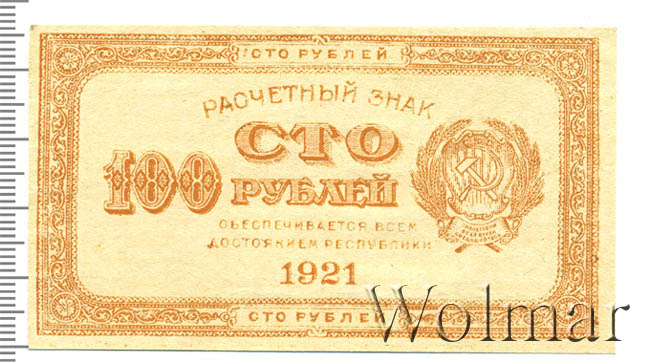 СТО РУБЛЕЙ
РАСЧЕТНЫЙ ЗНАК
СТО
100 РУБЛЕЙ
ОБЕСПЕЧИВАЕТСЯ ВСЕМ
ДОСТОЯНИЕМ РЕСПУБЛИКИ
1921
СТО РУБЛЕЙ
Wolmar